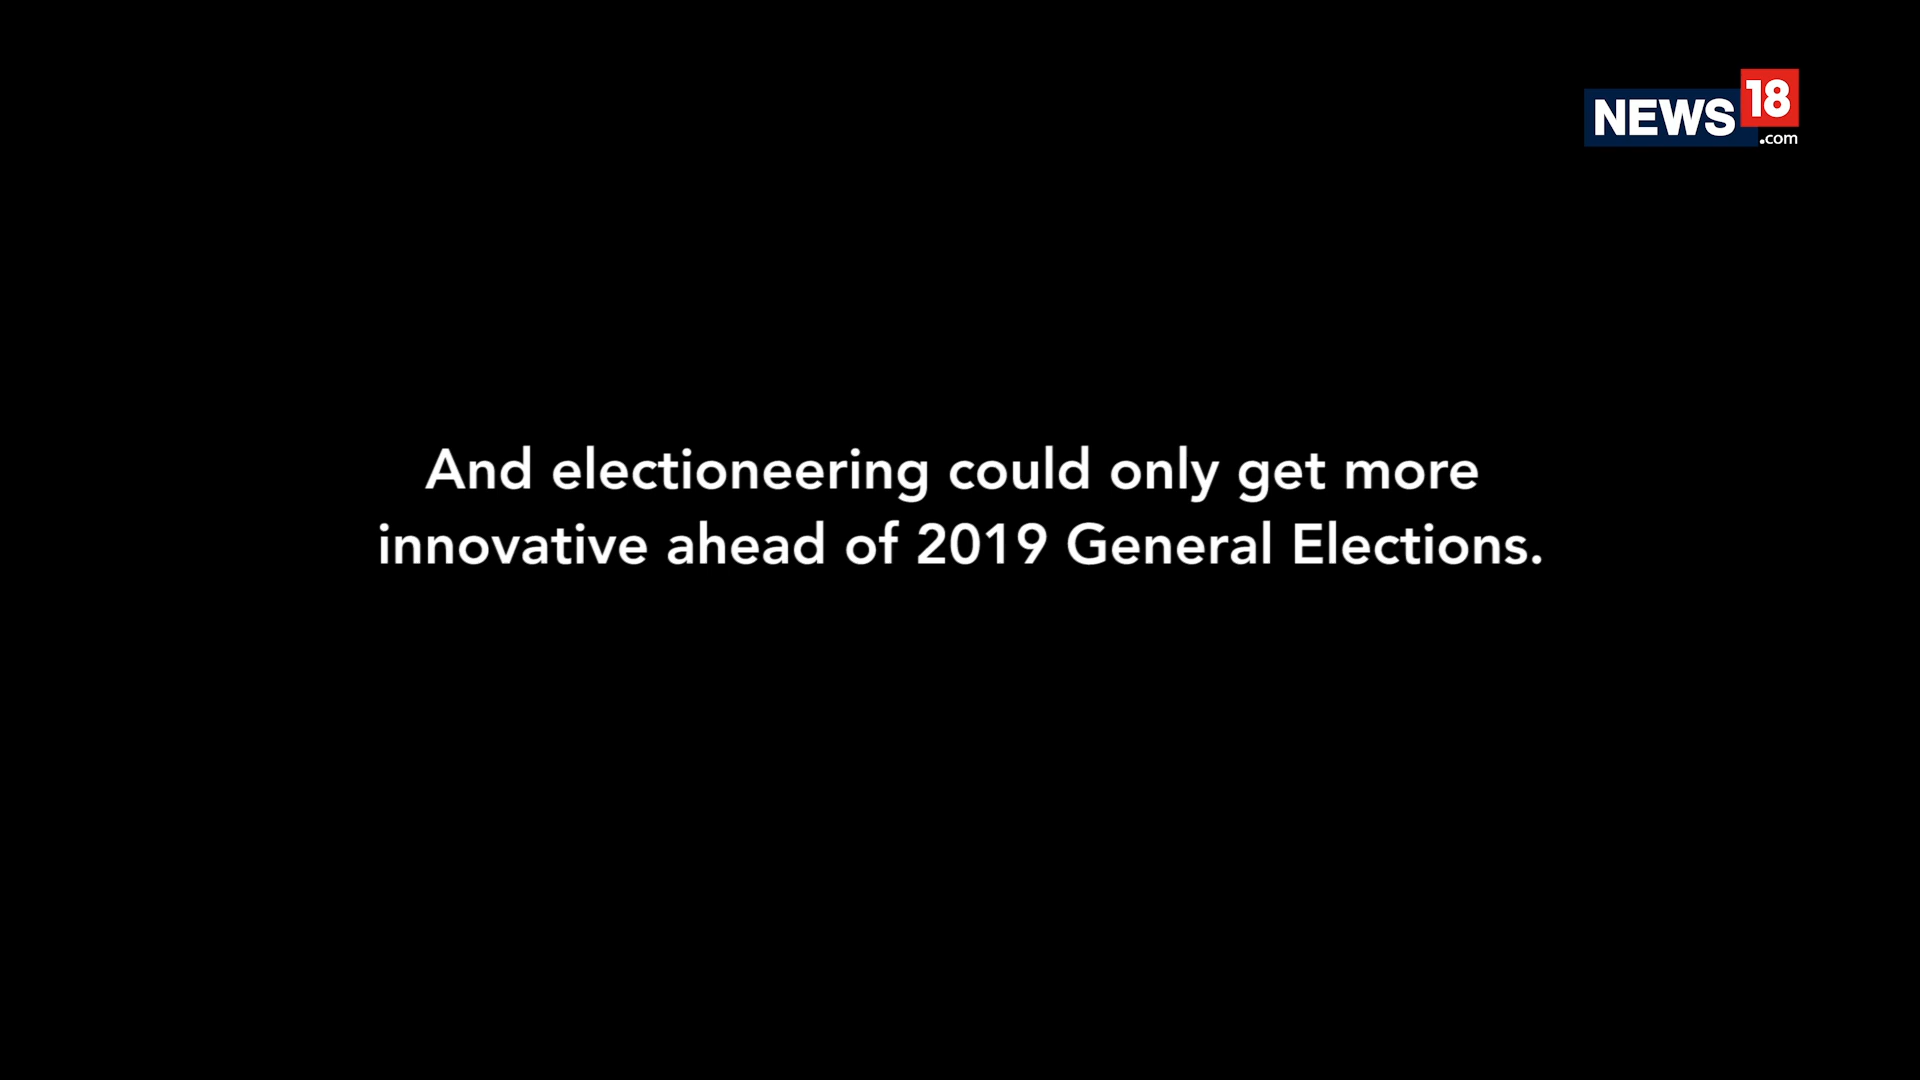 NEWS18
.com
And electioneering could only get more
innovative ahead of 2019 General Elections.